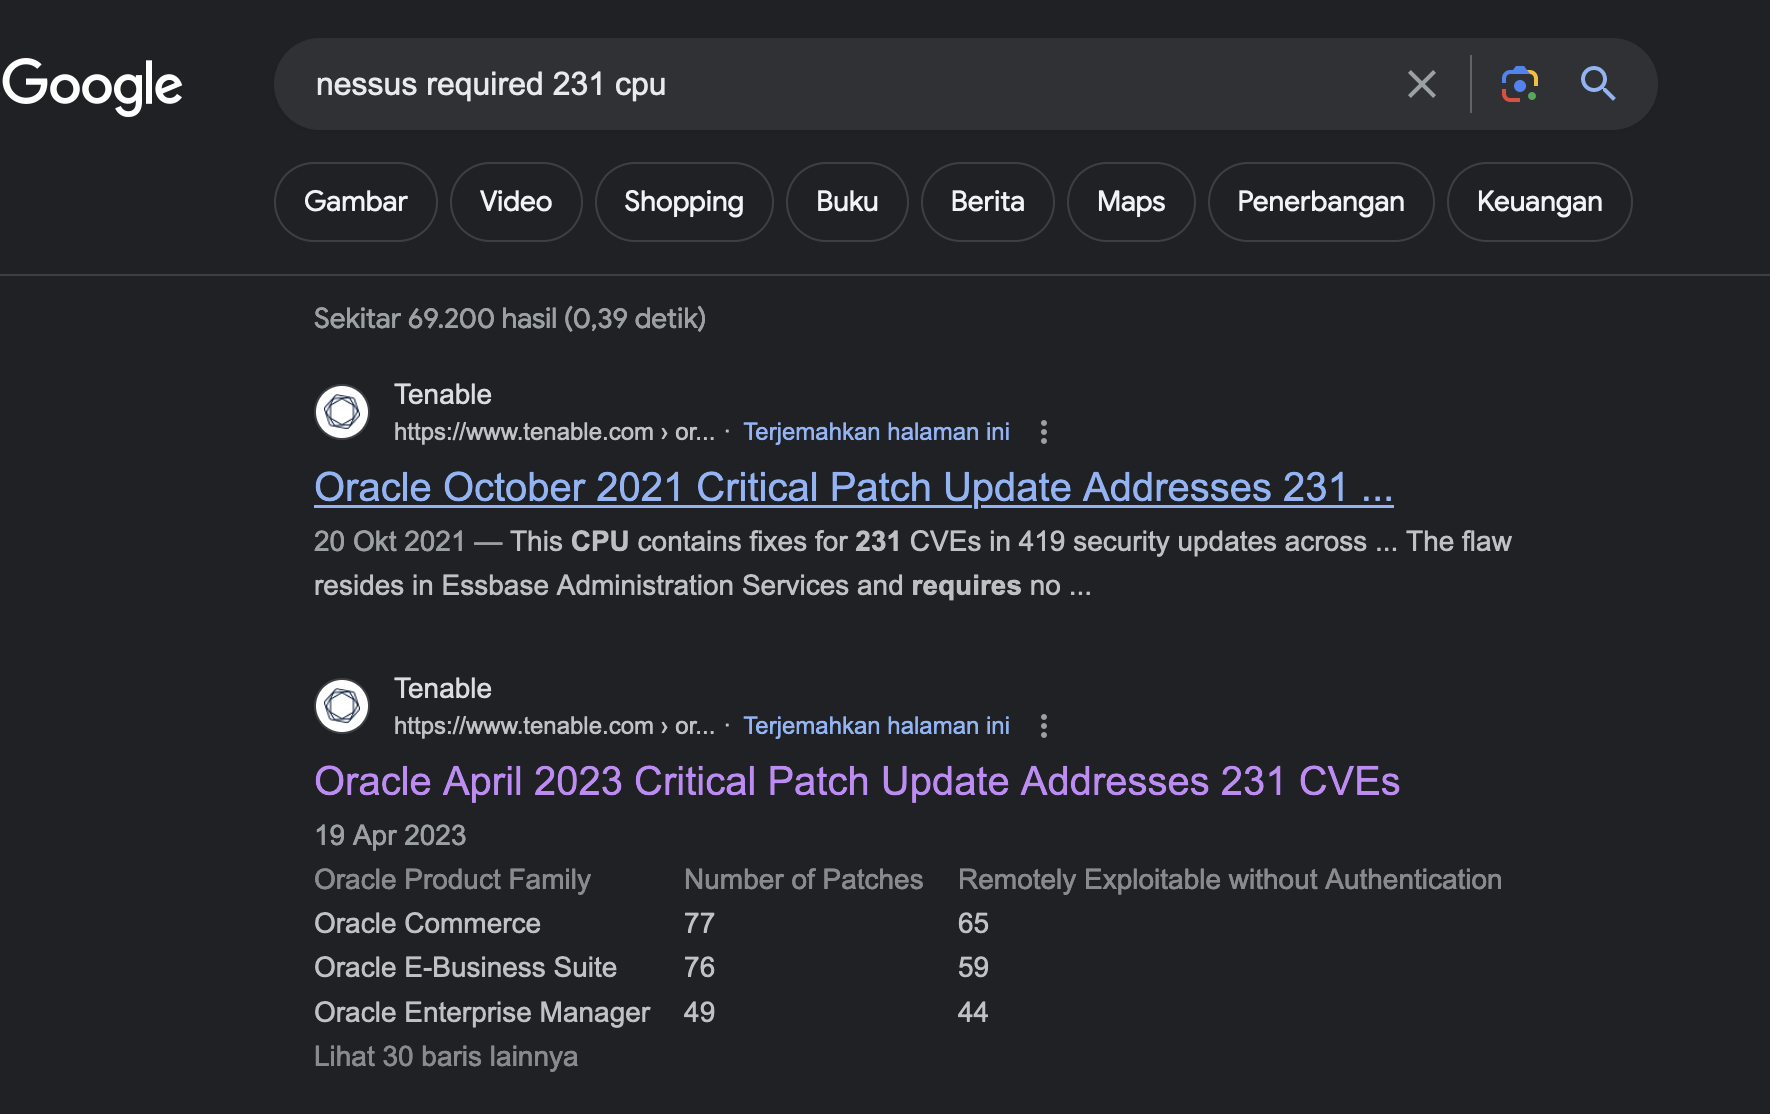 Google
nessus required 231 cpu
Gambar Video Shopping Buku Berita Maps Penerbangan Keuangan
Sekitar 69.200 hasil (0,39 detik)
Tenable
https://www.tenable.com › or... · Terjemahkan halaman ini
Oracle October 2021 Critical Patch Update Addresses 231 ...
20 Okt 2021 — This CPU contains fixes for 231 CVEs in 419 security updates across ... The flaw
resides in Essbase Administration Services and requires no ...
Tenable
https://www.tenable.com › or... · Terjemahkan halaman ini
Oracle April 2023 Critical Patch Update Addresses 231 CVEs
19 Apr 2023
Oracle Product Family Number of Patches Remotely Exploitable without Authentication
Oracle Commerce 77 65
Oracle E-Business Suite 76 59
Oracle Enterprise Manager 49 44
Lihat 30 baris lainnya